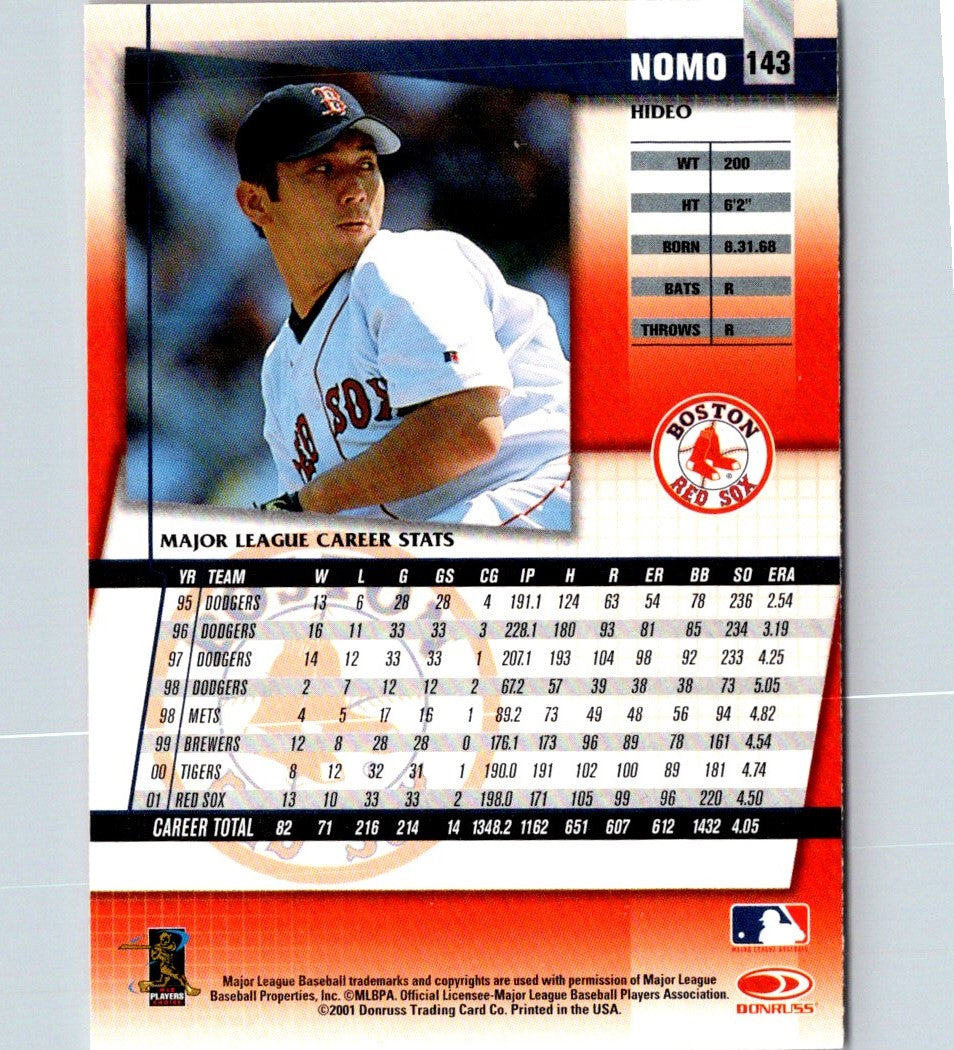 NOMO 143
HIDEO
WT 200
HT 6'2"
BORN 8.31.68
BATS R
THROWS R
B
RED SOX
BOSTON
RED SOX
®
MAJOR LEAGUE CAREER STATS
YR TEAM W L G GS CG IP H R ER BB SO ERA
95 DODGERS 13 6 28 28 4 191.1 124 63 54 78 236 2.54
96 DODGERS 16 11 33 33 3 228.1 180 93 81 85 234 3.19
97 DODGERS 14 12 33 33 1 207.1 193 104 98 92 233 4.25
98 DODGERS 2 7 12 12 2 67.2 57 39 38 38 73 5.05
98 METS 4 5 17 16 1 89.2 73 49 48 56 94 4.82
99 BREWERS 12 8 28 28 0 176.1 173 96 89 78 161 4.54
00 TIGERS 8 12 32 31 1 190.0 191 102 100 89 181 4.74
01 RED SOX 13 10 33 33 2 198.0 171 105 99 96 220 4.50
CAREER TOTAL 82 71 216 214 14 1348.2 1162 651 607 612 1432 4.05
MAJOR LEAGUE BASEBALL
PLAYERS
CHOICE
Major League Baseball trademarks and copyrights are used with permission of Major League
Baseball Properties, Inc. ©MLBPA. Official Licensee-Major League Baseball Players Association.
©2001 Donruss Trading Card Co. Printed in the USA.
DONRUSS